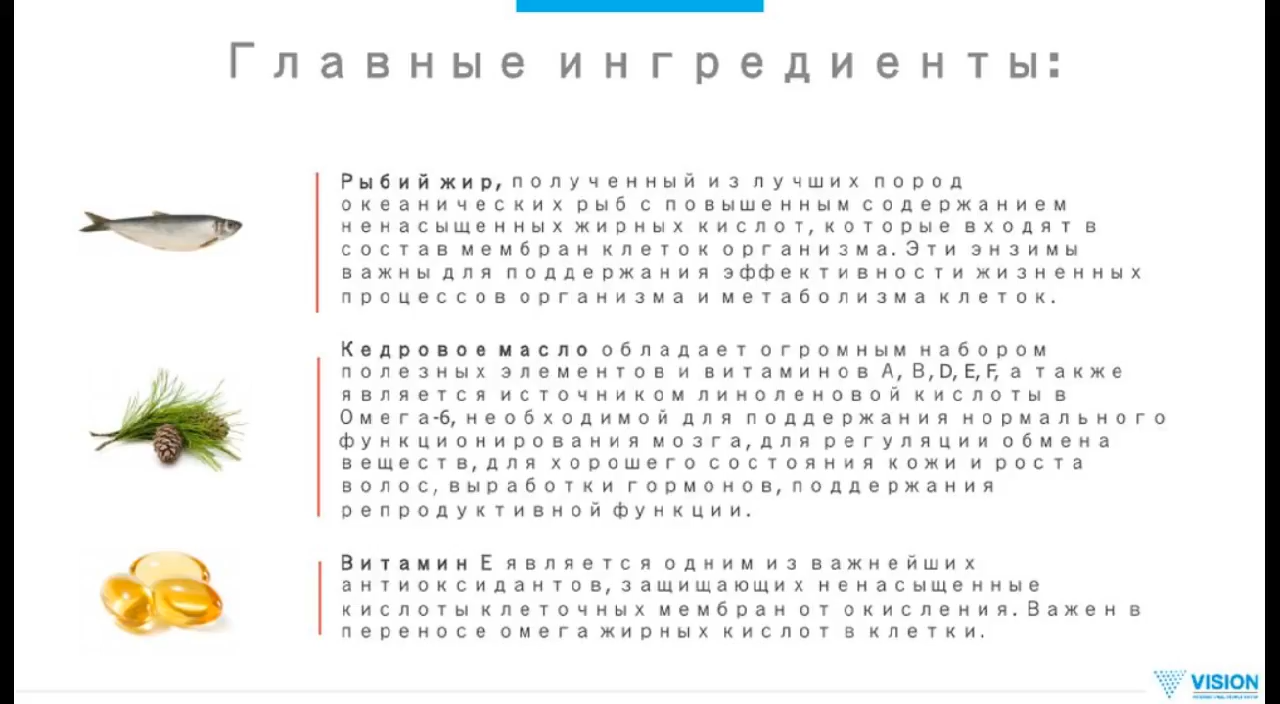 Главные ингредиенты:
Рыбий жир, полученный из лучших пород
океанических рыб с повышенным содержанием
ненасыщенных жирных кислот, которые входят в
состав мембран клеток организма. Эти энзимы
важны для поддержания эффективности жизненных
процессов организма и метаболизма клеток.
Кедровое масло обладает огромным набором
полезных элементов и витаминов A, B, D, E, F, а также
является источником линоленовой кислоты в
Омега-6, необходимой для поддержания нормального
функционирования мозга, для регуляции обмена
веществ, для хорошего состояния кожи и роста
волос, выработки гормонов, поддержания
репродуктивной функции.
Витамин Е является одним из важнейших
антиоксидантов, защищающих ненасыщенные
кислоты клеточных мембран от окисления. Важен в
переносе омега жирных кислот в клетки.
VISION